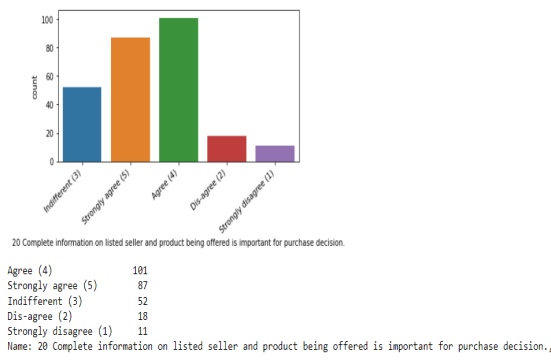 100
80
60
40
20
0
count
Indifferent (3)
Strongly agree (5)
Agree (4)
Dis-agree (2)
Strongly disagree (1)
20 Complete information on listed seller and product being offered is important for purchase decision.
Agree (4) 101
Strongly agree (5) 87
Indifferent (3) 52
Dis-agree (2) 18
Strongly disagree (1) 11
Name: 20 Complete information on listed seller and product being offered is important for purchase decision.,